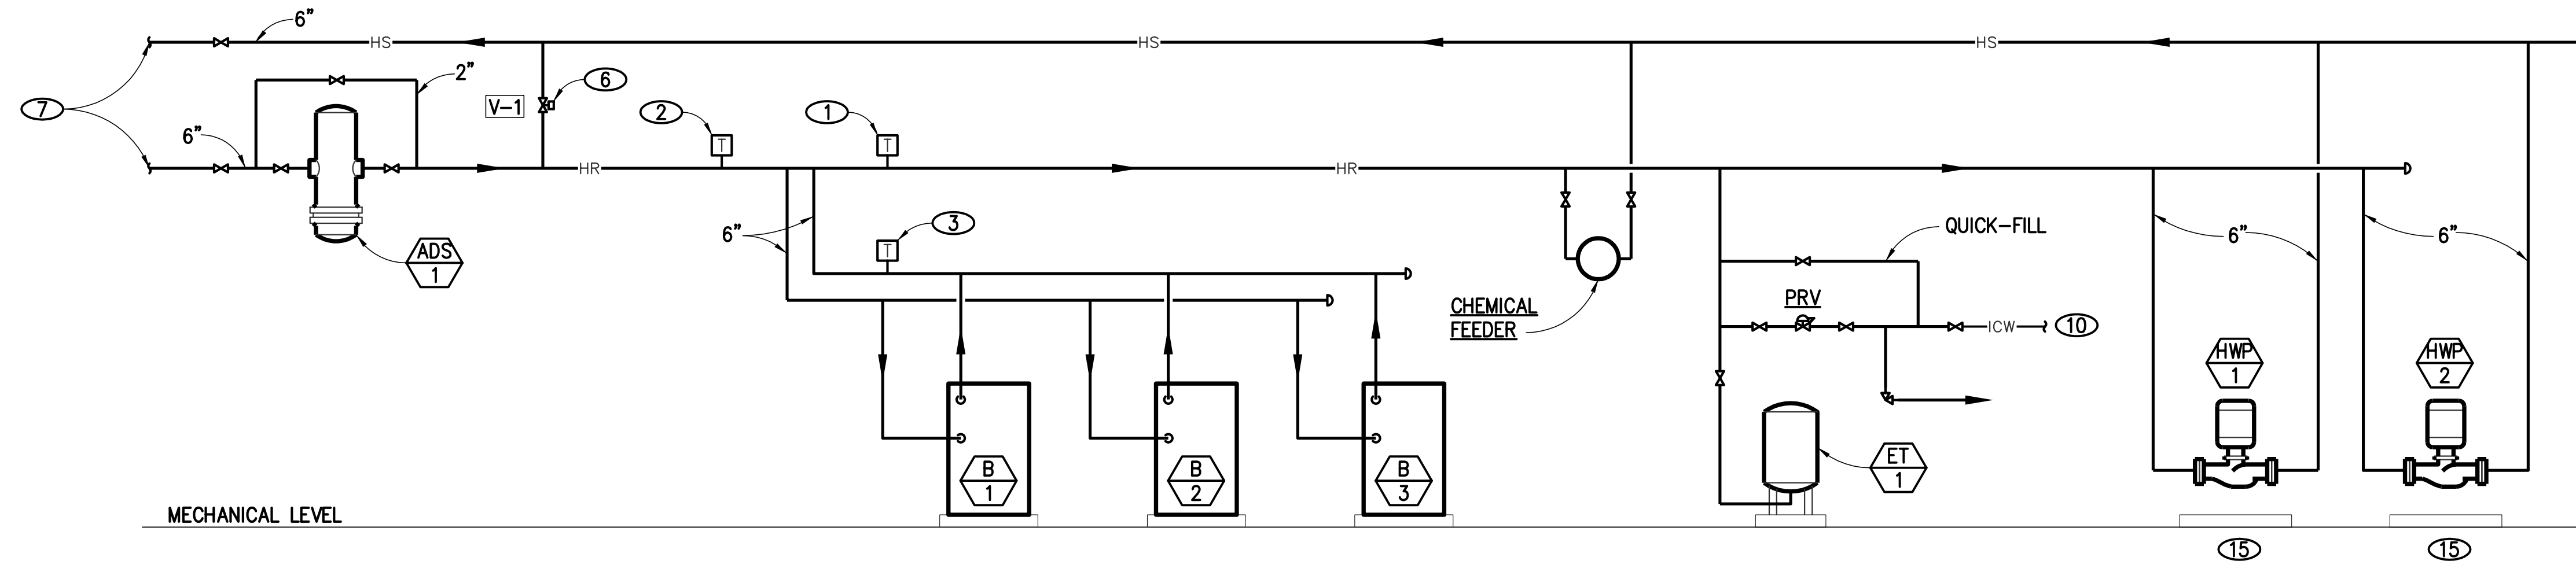 6”
HS
HS
HS
2”
7
V-1
6
2
1
T
T
6”
HR
HR
ADS
1
6”
3
T
CHEMICAL
FEEDER
QUICK-FILL
PRV
ICW
10
6”
6”
HWP
1
HWP
2
B
1
B
2
B
3
ET
1
MECHANICAL LEVEL
15
15